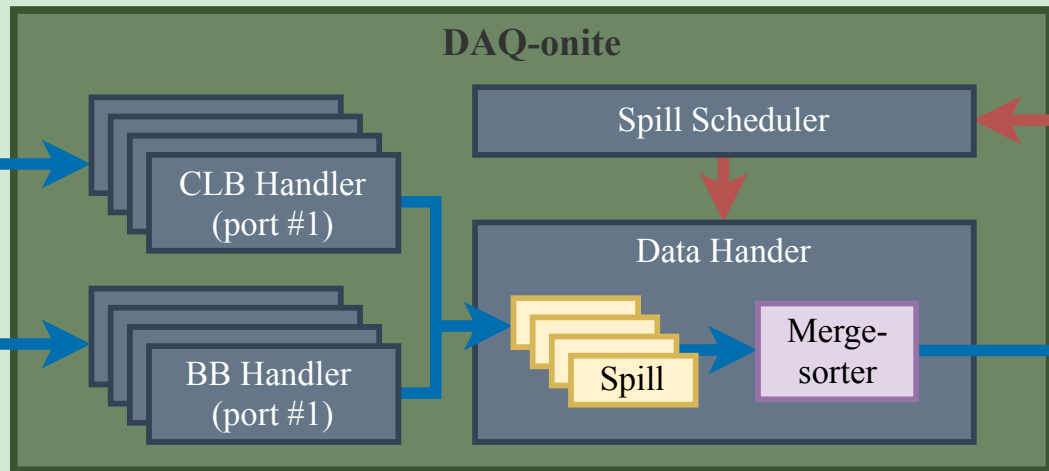 DAQ-onite
Spill Scheduler
CLB Handler
(port #1)
Data Hander
BB Handler
(port #1)
Spill
Merge-
sorter